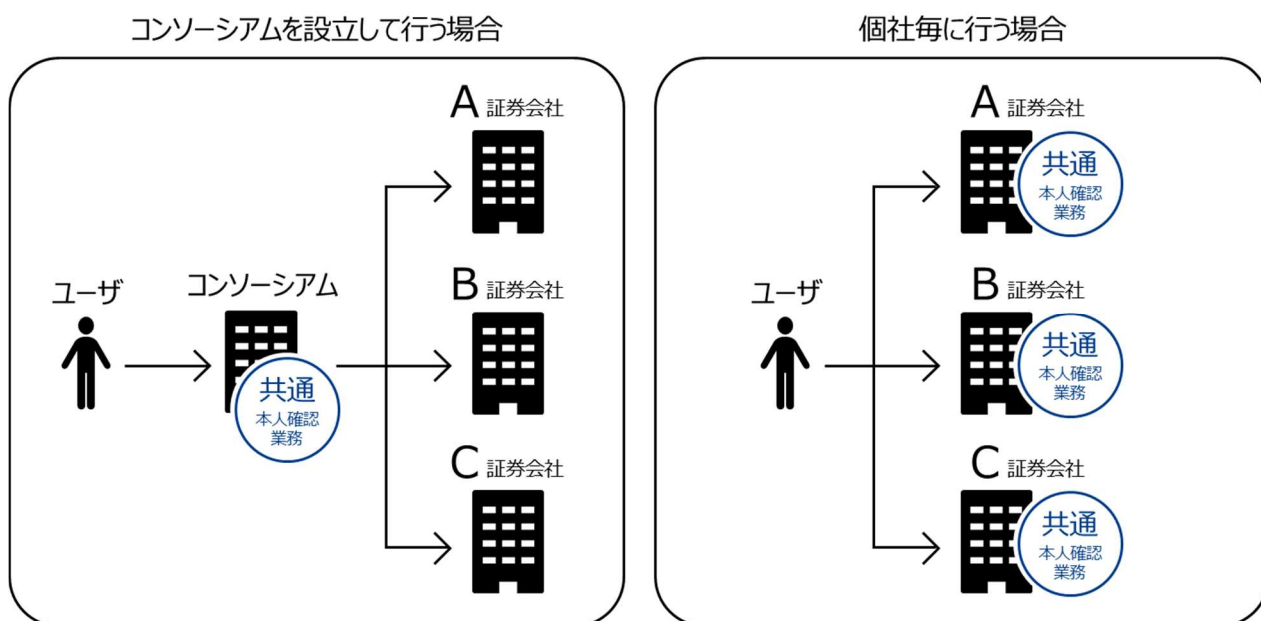 コンソーシアムを設立して行う場合
A 証券会社
B 証券会社
ユーザ
コンソーシアム
共通
本人確認
業務
C 証券会社
個社毎に行う場合
A 証券会社
共通
本人確認
業務
ユーザ
B 証券会社
共通
本人確認
業務
C 証券会社
共通
本人確認
業務